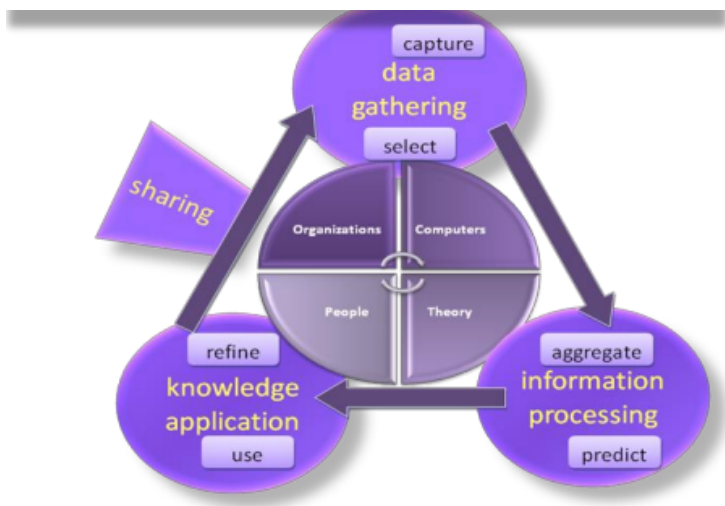 capture
data
gathering
select
sharing
Organizations
Computers
People
Theory
refine
knowledge
application
use
aggregate
information
processing
predict